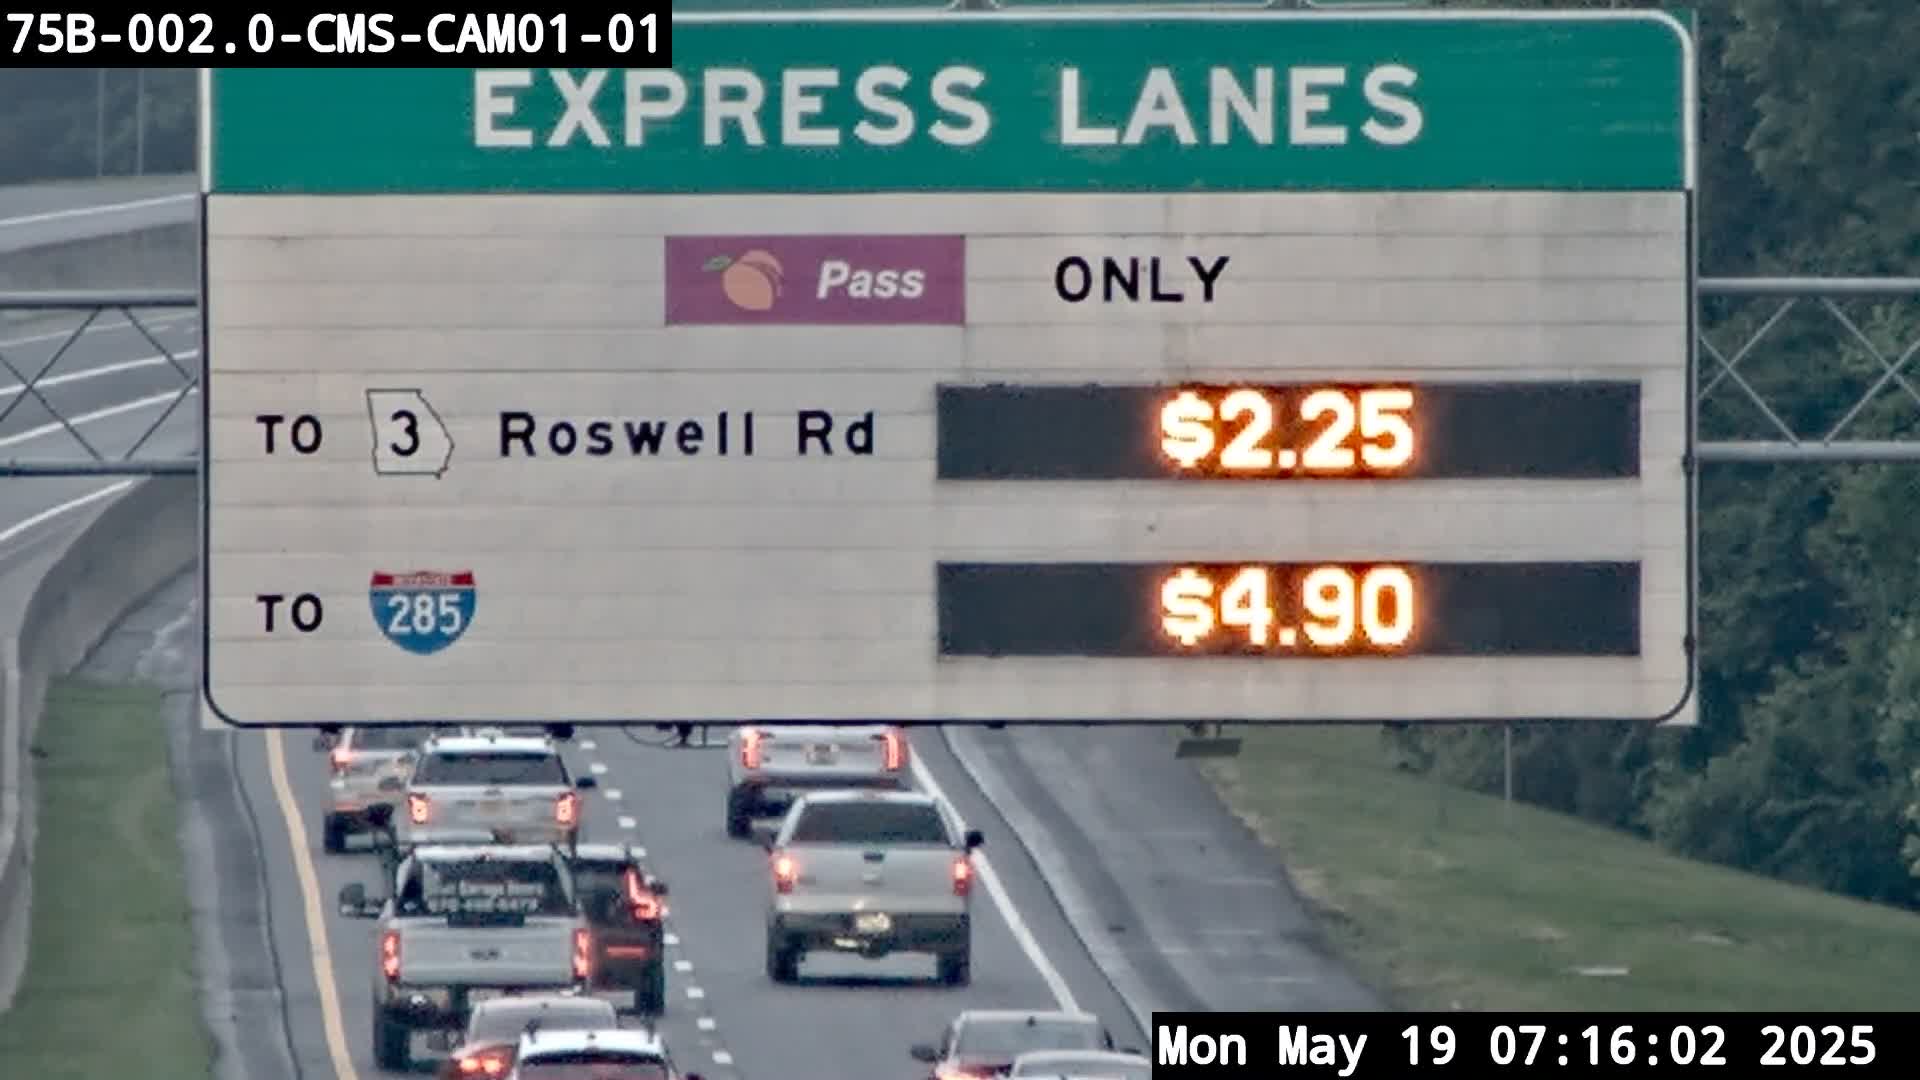 75B-002.0-CMS-CAM01-01
EXPRESS LANES
Pass ONLY
TO 3 Roswell Rd $2.25
TO 285 $4.90
Mon May 19 07:16:02 2025